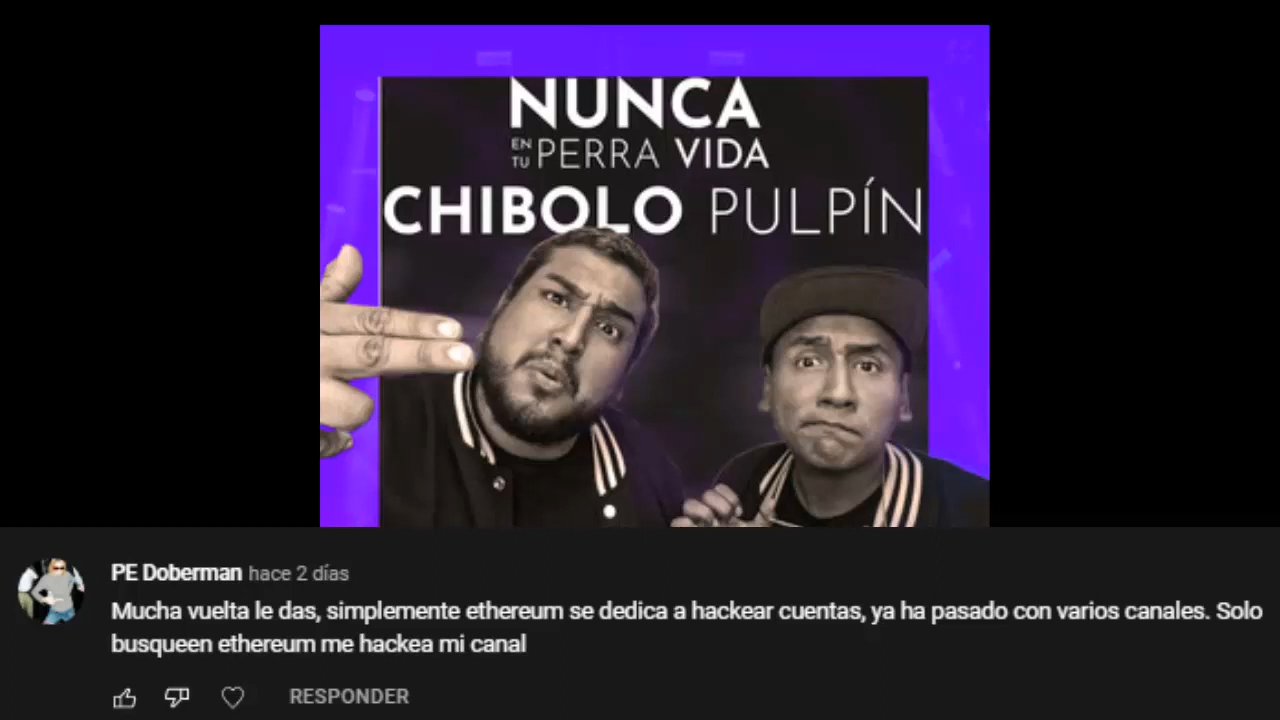 NUNCA
EN TU PERRA VIDA
CHIBOLO PULPÍN
PE Doberman hace 2 días
Mucha vuelta le das, simplemente ethereum se dedica a hackear cuentas, ya ha pasado con varios canales. Solo
busqueen ethereum me hackea mi canal
RESPONDER